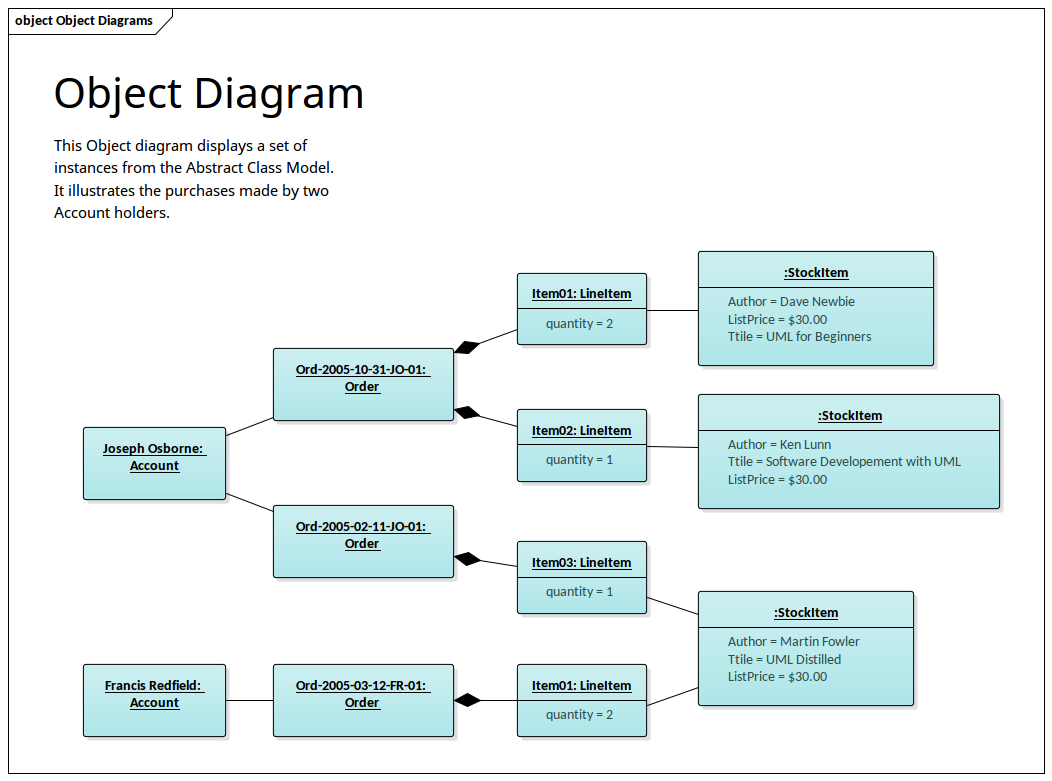 object Object Diagrams
Object Diagram
This Object diagram displays a set of
instances from the Abstract Class Model.
It illustrates the purchases made by two
Account holders.
:StockItem
Author = Dave Newbie
ListPrice = $30.00
Ttile = UML for Beginners
Item01: LineItem
quantity = 2
Ord-2005-10-31-JO-01:
Order
:StockItem
Author = Ken Lunn
Ttile = Software Developement with UML
ListPrice = $30.00
Item02: LineItem
quantity = 1
Joseph Osborne:
Account
Ord-2005-02-11-JO-01:
Order
Item03: LineItem
quantity = 1
:StockItem
Author = Martin Fowler
Ttile = UML Distilled
ListPrice = $30.00
Francis Redfield:
Account
Ord-2005-03-12-FR-01:
Order
Item01: LineItem
quantity = 2